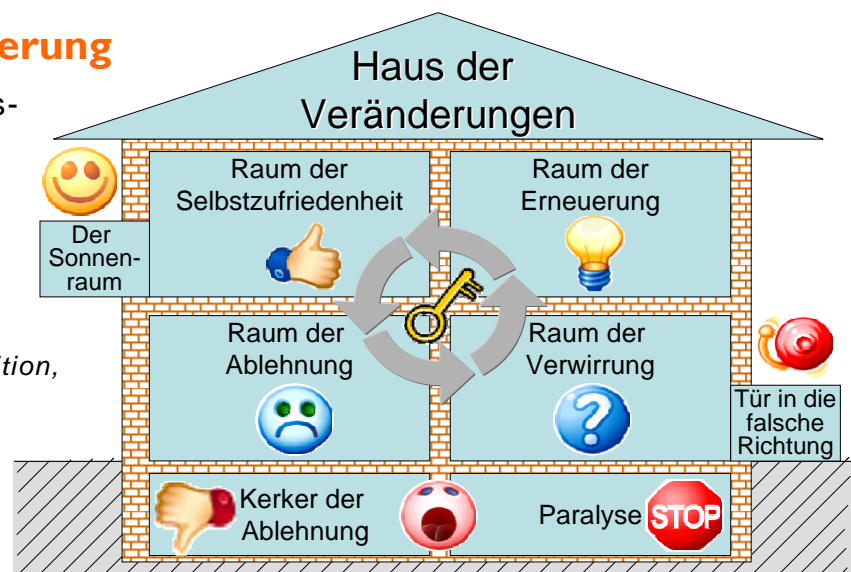 erung
s-
ition,
Haus der
Veränderungen
Raum der
Selbstzufriedenheit
Raum der
Erneuerung
Der
Sonnen-
raum
Raum der
Ablehnung
Raum der
Verwirrung
Tür in die
falsche
Richtung
Kerker der
Ablehnung
Paralyse
STOP